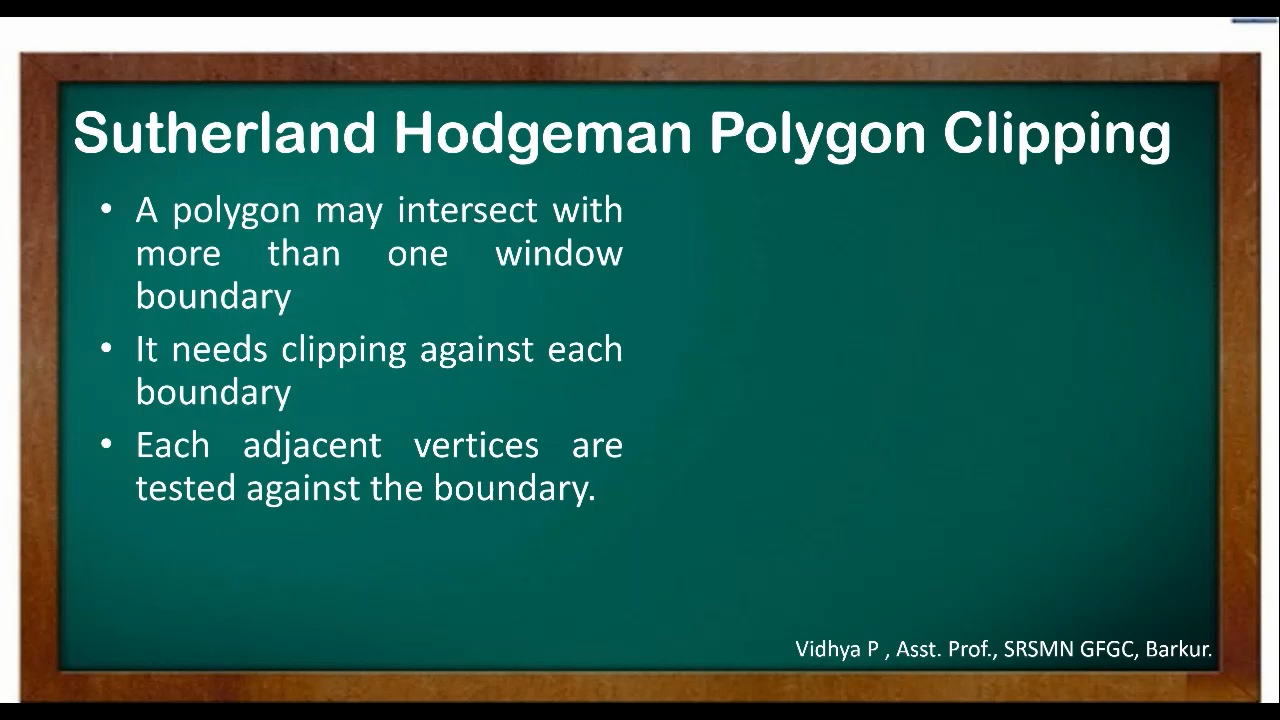 Sutherland Hodgeman Polygon Clipping
• A polygon may intersect with
more than one window
boundary
• It needs clipping against each
boundary
• Each adjacent vertices are
tested against the boundary.
Vidhya P , Asst. Prof., SRSMN GFGC, Barkur.